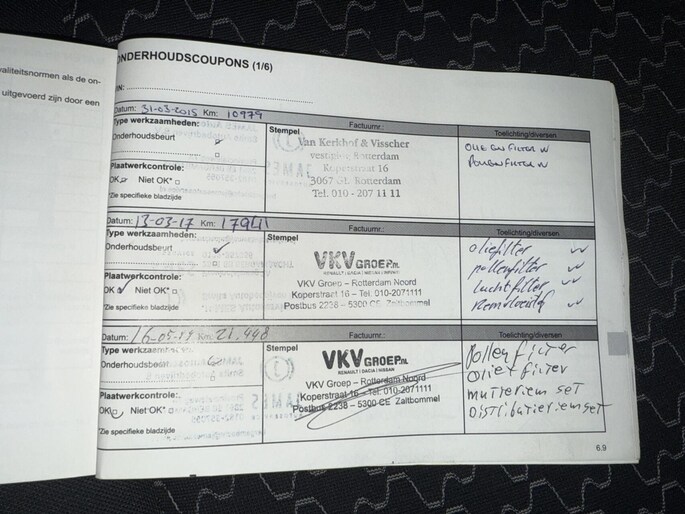 valiteitsnormen als de on-
uitgevoerd zijn door een
ONDERHOUDSCOUPONS (1/6)
Datum: 31-03-2015 Km: 10979
Type werkzaamheden:
Factuurnr.:
Toelichting/diversen
Onderhoudsbeurt
Stempel
Van Kerkhof & Visscher
vestiging Rotterdam
Koperstraat 16
3067 GL Rotterdam
Tel. 010 - 207 11 11
OLIE EN FILTER N
POLLENFILTER N
Plaatwerkcontrole:
OK Niet OK*
*Zie specifieke bladzijde
Datum: 13-03-17 Km: 17941
Type werkzaamheden:
Factuurnr.:
Toelichting/diversen
Onderhoudsbeurt
Stempel
VKV GROEP.NL
RENAULT | DACIA | NISSAN
VKV Groep – Rotterdam Noord
Koperstraat 16 – Tel. 010-2071111
Postbus 2238 – 5300 CE Zaltbommel
oliefilter
pollenfilter
luchtfilter
Remvloeistof
Plaatwerkcontrole:
OK Niet OK*
*Zie specifieke bladzijde
Datum: 16-05-19 Km: 21.448
Type werkzaamheden:
Factuurnr.:
Toelichting/diversen
Onderhoudsbeurt
Stempel
VKV GROEP.NL
RENAULT | DACIA | NISSAN
VKV Groep – Rotterdam Noord
Koperstraat 16 – Tel. 010-2071111
Postbus 2238 – 5300 CE Zaltbommel
Pollenfilter
Oliefilter
multiriem set
Distributieriem set
Plaatwerkcontrole:
OK Niet OK*
*Zie specifieke bladzijde
6.9